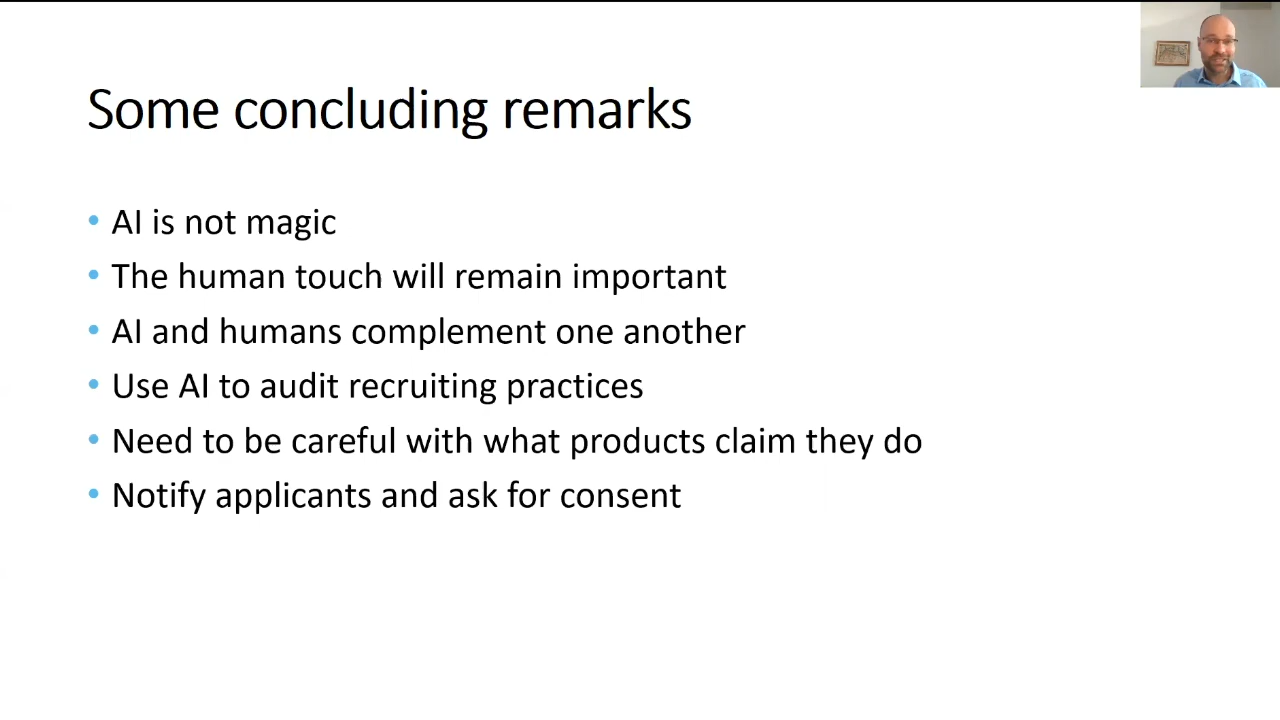 Some concluding remarks
• AI is not magic
• The human touch will remain important
• AI and humans complement one another
• Use AI to audit recruiting practices
• Need to be careful with what products claim they do
• Notify applicants and ask for consent